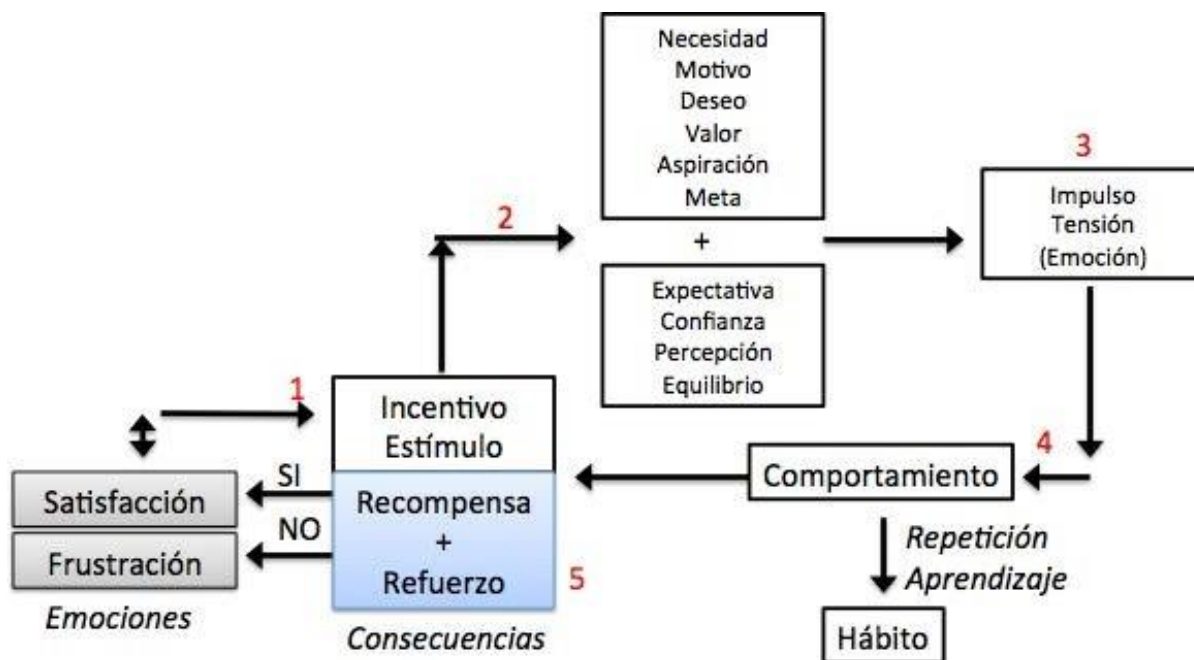 Necesidad
Motivo
Deseo
Valor
Aspiración
Meta
+
Expectativa
Confianza
Percepción
Equilibrio
2
3
Impulso
Tensión
(Emoción)
1
Incentivo
Estímulo
4
Comportamiento
SI
NO
Satisfacción
Frustración
Emociones
Recompensa
+
Refuerzo
5
Consecuencias
Repetición
Aprendizaje
Hábito